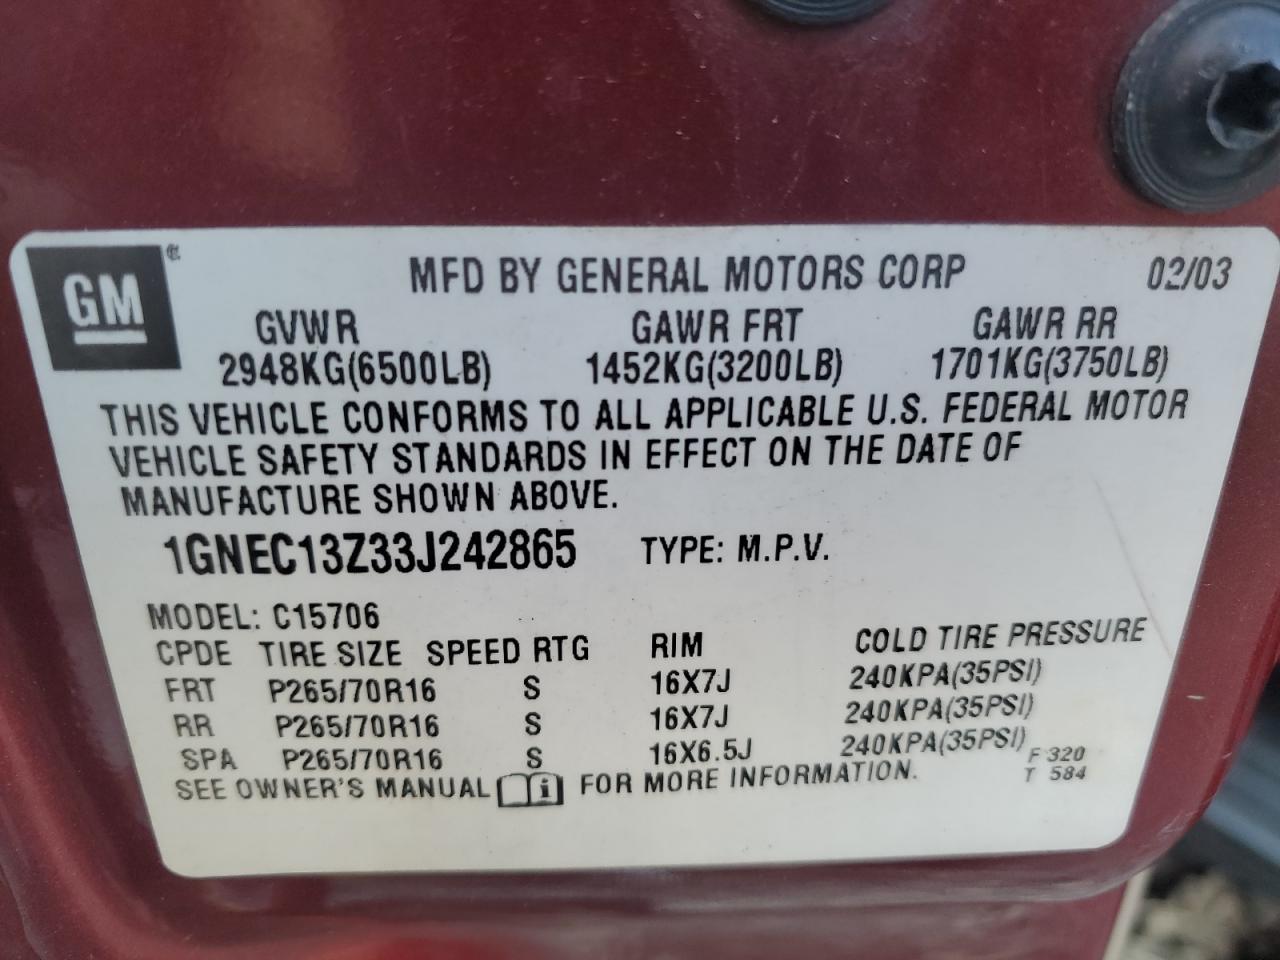 GM
MFD BY GENERAL MOTORS CORP 02/03
GVWR GAWR FRT GAWR RR
2948KG(6500LB) 1452KG(3200LB) 1701KG(3750LB)
THIS VEHICLE CONFORMS TO ALL APPLICABLE U.S. FEDERAL MOTOR
VEHICLE SAFETY STANDARDS IN EFFECT ON THE DATE OF
MANUFACTURE SHOWN ABOVE.
1GNEC13Z33J242865 TYPE: M.P.V.
MODEL: C15706
CPDE TIRE SIZE SPEED RTG RIM COLD TIRE PRESSURE
FRT P265/70R16 S 16X7J 240KPA(35PSI)
RR P265/70R16 S 16X7J 240KPA(35PSI)
SPA P265/70R16 S 16X6.5J 240KPA(35PSI)
F 320
SEE OWNER'S MANUAL i FOR MORE INFORMATION.
T 584